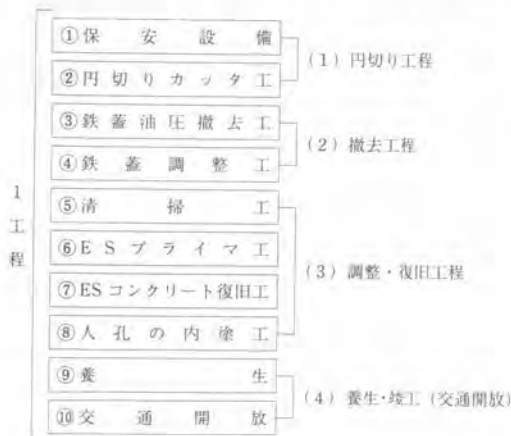 1工程
①保安設備
②円切りカッタ工
(1)円切り工程
③鉄蓋油圧撤去工
④鉄蓋調整工
(2)撤去工程
⑤清掃工
⑥ESプライマ工
⑦ESコンクリート復旧工
⑧人孔の内塗工
(3)調整・復旧工程
⑨養生
⑩交通開放
(4)養生・竣工(交通開放)